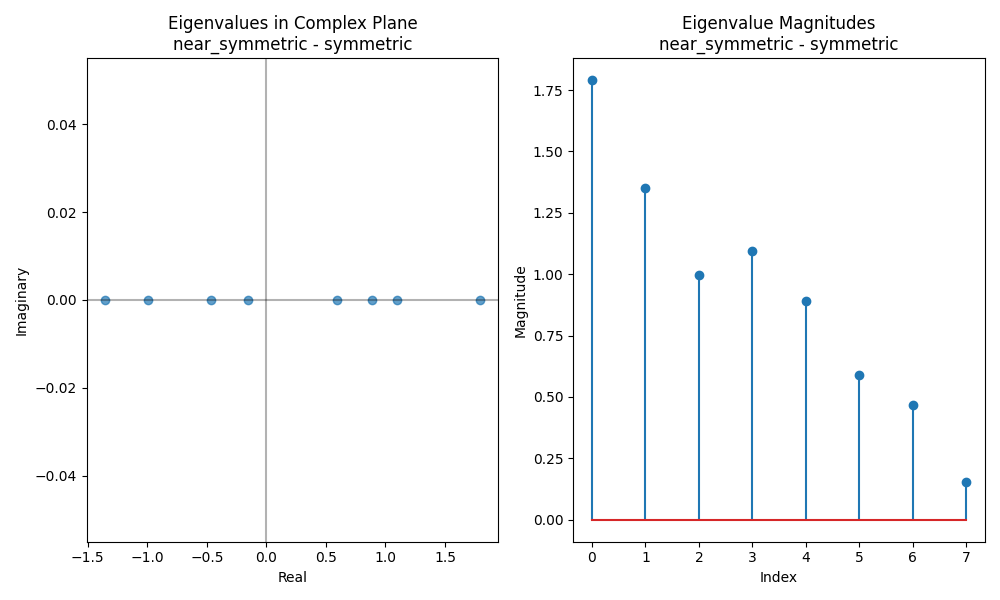 Eigenvalues in Complex Plane
near_symmetric - symmetric
0.04
0.02
0.00
−0.02
−0.04
Imaginary
−1.5 −1.0 −0.5 0.0 0.5 1.0 1.5
Real
Eigenvalue Magnitudes
near_symmetric - symmetric
1.75
1.50
1.25
1.00
0.75
0.50
0.25
0.00
Magnitude
0 1 2 3 4 5 6 7
Index